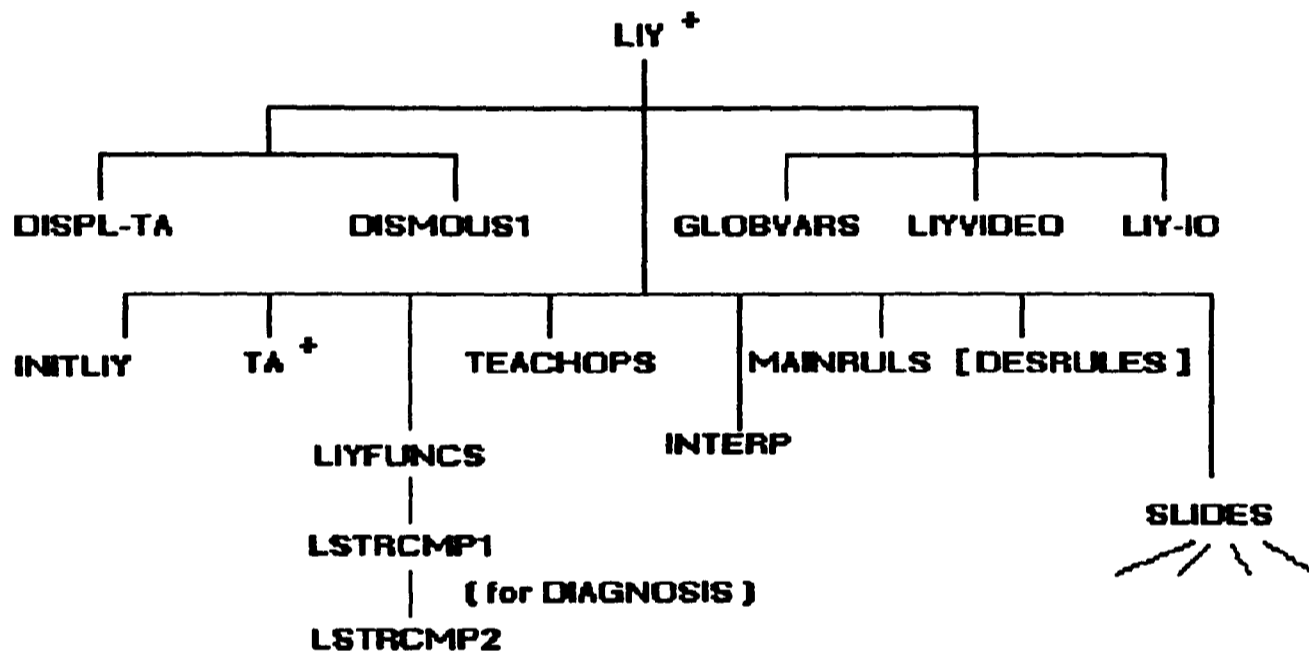 LIY +
DISPL-TA DISMOUS1 GLOBVARS LIYVIDEO LIY-IO
INITLIY TA + TEACHOPS MAINRULS [ DESRULES ]
LIYFUNCS INTERP
SLIDES
LSTRCMP1
( for DIAGNOSIS )
LSTRCMP2